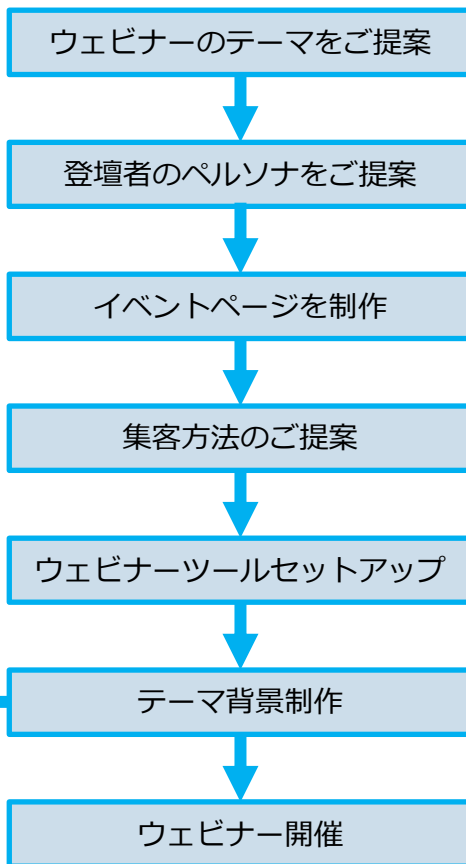 ウェビナーのテーマをご提案
登壇者のペルソナをご提案
イベントページを制作
集客方法のご提案
ウェビナーツールセットアップ
テーマ背景制作
ウェビナー開催